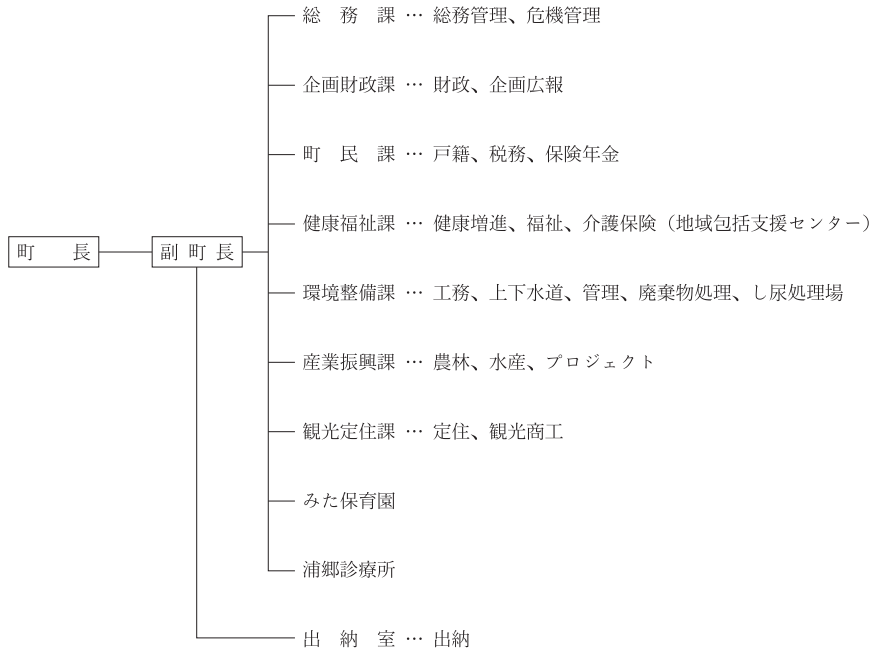 総務課 … 総務管理、危機管理
企画財政課 … 財政、企画広報
町民課 … 戸籍、税務、保険年金
健康福祉課 … 健康増進、福祉、介護保険（地域包括支援センター）
町長
副町長
環境整備課 … 工務、上下水道、管理、廃棄物処理、し尿処理場
産業振興課 … 農林、水産、プロジェクト
観光定住課 … 定住、観光商工
みた保育園
浦郷診療所
出納室 … 出納